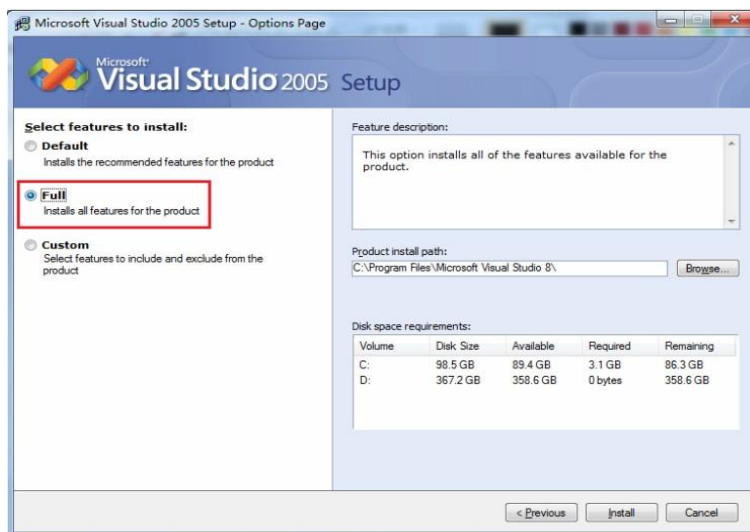 Microsoft Visual Studio 2005 Setup - Options Page
Microsoft
Visual Studio 2005 Setup
Select features to install:
Default
Installs the recommended features for the product
Full
Installs all features for the product
Custom
Select features to include and exclude from the
product
Feature description:
This option installs all of the features available for the
product.
Product install path:
C:\Program Files\Microsoft Visual Studio 8\
Browse...
Disk space requirements:
Volume Disk Size Available Required Remaining
C: 98.5 GB 89.4 GB 3.1 GB 86.3 GB
D: 367.2 GB 358.6 GB 0 bytes 358.6 GB
< Previous Install Cancel